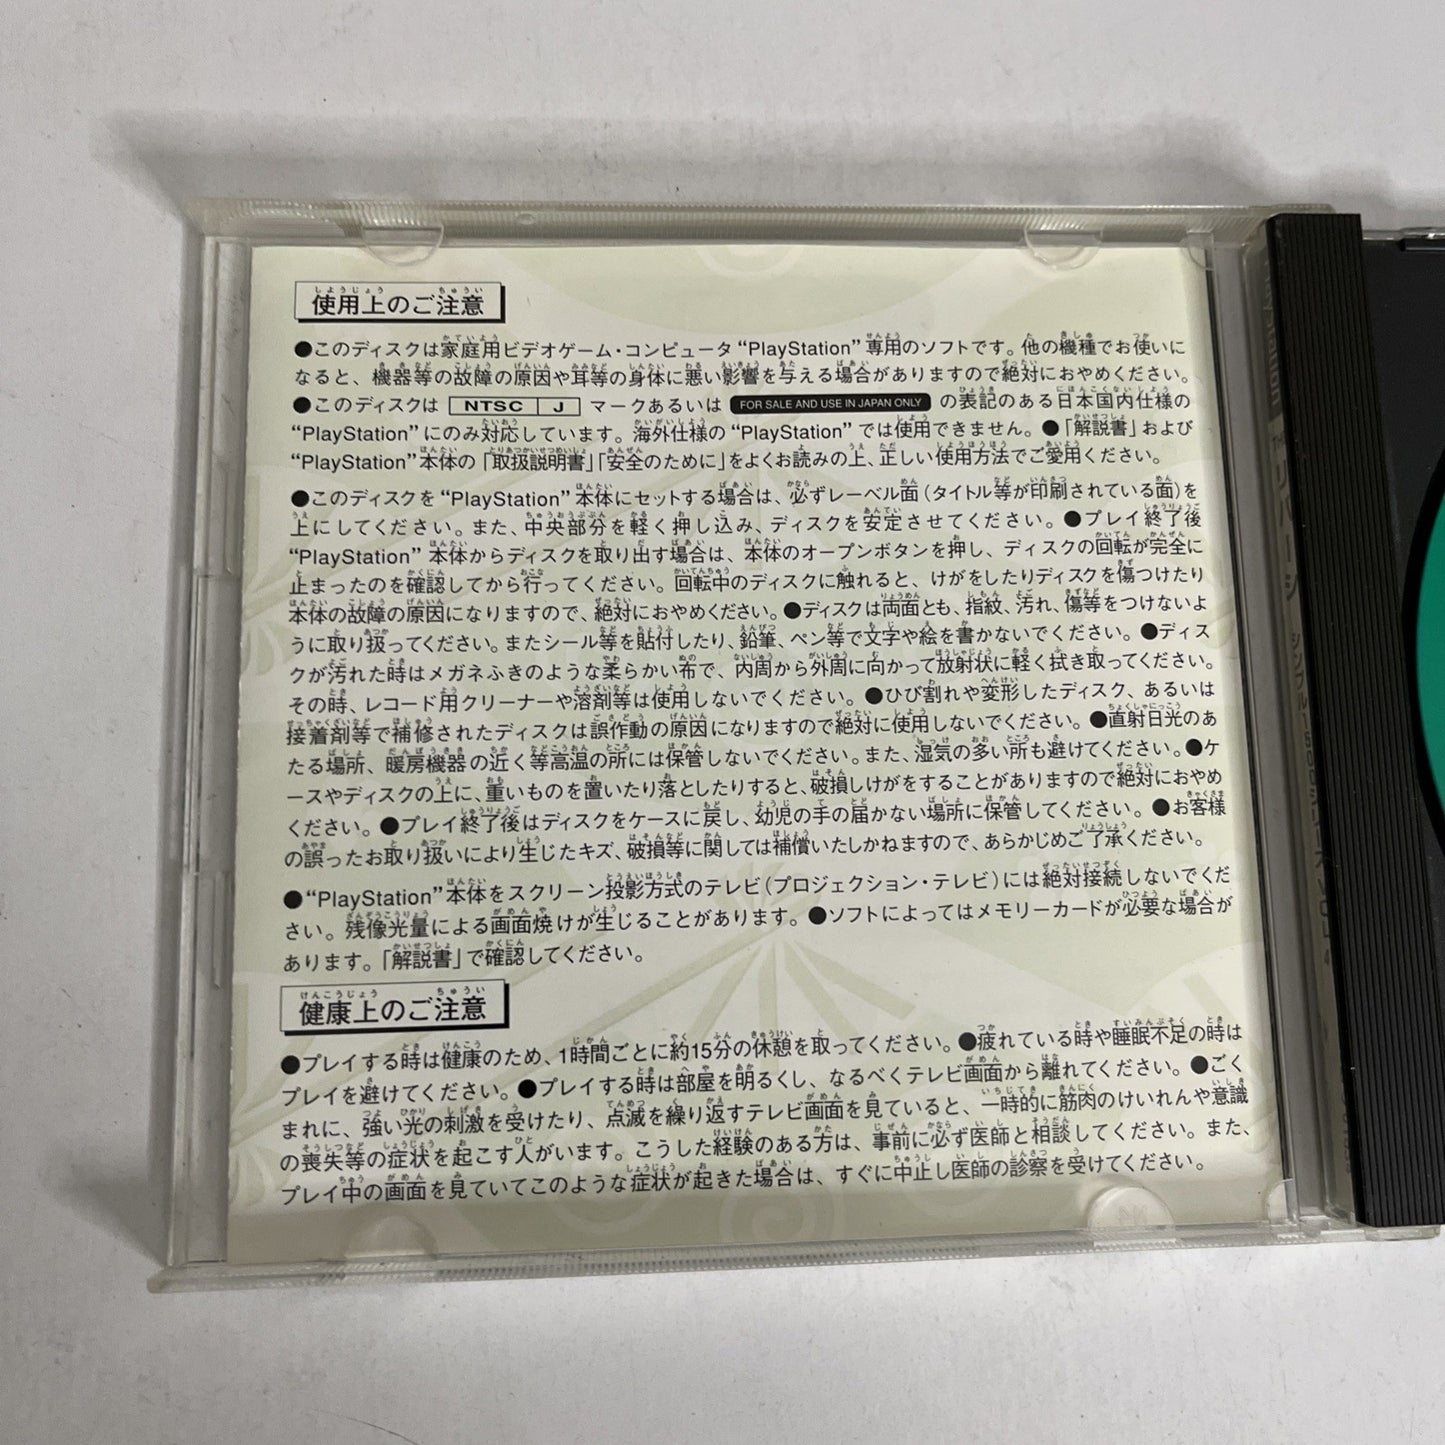 使用上のご注意
●このディスクは家庭用ビデオゲーム・コンピュータ“PlayStation”専用のソフトです。他の機種でお使いに
なると、機器等の故障の原因や耳等の身体に悪い影響を与える場合がありますので絶対におやめください。
●このディスクは NTSC J マークあるいは FOR SALE AND USE IN JAPAN ONLY の表記のある日本国内仕様の
“PlayStation”にのみ対応しています。海外仕様の“PlayStation”では使用できません。●「解説書」および
“PlayStation”本体の「取扱説明書」「安全のために」をよくお読みの上、正しい使用方法でご愛用ください。
●このディスクを“PlayStation”本体にセットする場合は、必ずレーベル面（タイトル等が印刷されている面）を
上にしてください。また、中央部分を軽く押し込み、ディスクを安定させてください。●プレイ終了後
“PlayStation”本体からディスクを取り出す場合は、本体のオープンボタンを押し、ディスクの回転が完全に
止まったのを確認してから行ってください。回転中のディスクに触れると、けがをしたりディスクを傷つけたり
本体の故障の原因になりますので、絶対におやめください。●ディスクは両面とも、指紋、汚れ、傷等をつけないよ
うに取り扱ってください。またシール等を貼付したり、鉛筆、ペン等で文字や絵を書かないでください。●ディス
クが汚れた時はメガネふきのような柔らかい布で、内周から外周に向かって放射状に軽く拭き取ってください。
その時、レコード用クリーナーや溶剤等は使用しないでください。●ひび割れや変形したディスク、あるいは
接着剤等で補修されたディスクは誤作動の原因になりますので絶対に使用しないでください。●直射日光のあ
たる場所、暖房機器の近く等高温の所には保管しないでください。また、湿気の多い所も避けてください。●ケ
ースやディスクの上に、重いものを置いたり落としたりすると、破損しけがをすることがありますので絶対におやめ
ください。●プレイ終了後はディスクをケースに戻し、幼児の手の届かない場所に保管してください。●お客様
の誤ったお取り扱いにより生じたキズ、破損等に関しては補償いたしかねますので、あらかじめご了承ください。
●“PlayStation”本体をスクリーン投影方式のテレビ（プロジェクション・テレビ）には絶対接続しないでくだ
さい。残像光量による画面焼けが生じることがあります。●ソフトによってはメモリーカードが必要な場合が
あります。「解説書」で確認してください。
健康上のご注意
●プレイする時は健康のため、1時間ごとに約15分の休憩を取ってください。●疲れている時や睡眠不足の時は
プレイを避けてください。●プレイする時は部屋を明るくし、なるべくテレビ画面から離れてください。●ごく
まれに、強い光の刺激を受けたり、点滅を繰り返すテレビ画面を見ていると、一時的に筋肉のけいれんや意識
の喪失等の症状を起こす人がいます。こうした経験のある方は、事前に必ず医師と相談してください。また、
プレイ中の画面を見ていてこのような症状が起きた場合は、すぐに中止し医師の診察を受けてください。